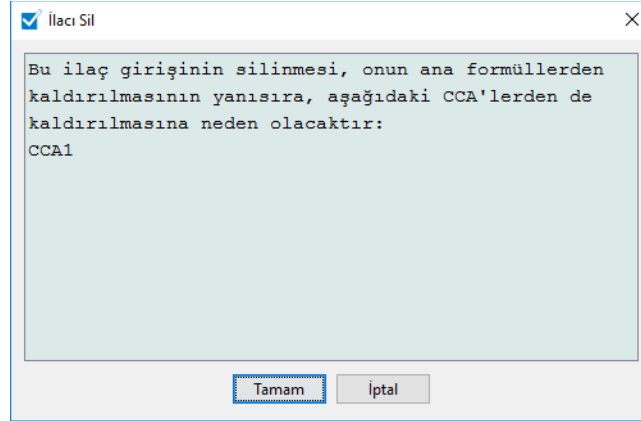 İlacı Sil
Bu ilaç girişinin silinmesi, onun ana formüllerden
kaldırılmasının yanısıra, aşağıdaki CCA'lerden de
kaldırılmasına neden olacaktır:
CCA1
Tamam
İptal